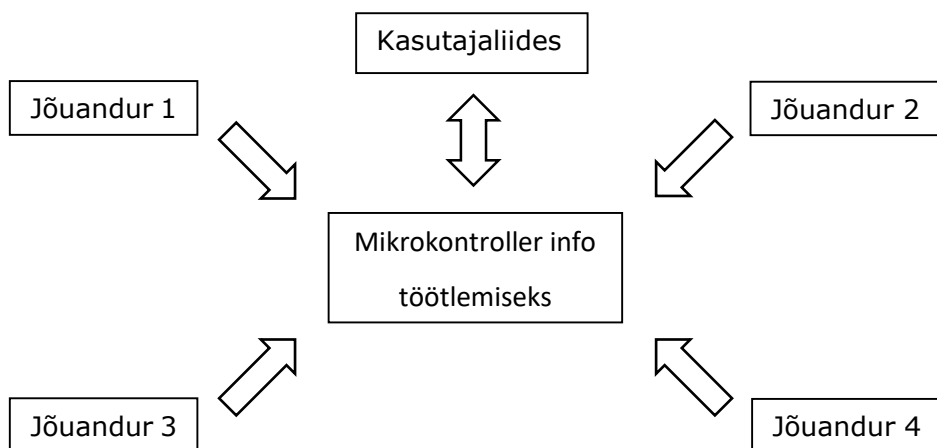 Kasutajaliides
Jõuandur 1
Jõuandur 2
Mikrokontroller info
töötlemiseks
Jõuandur 3
Jõuandur 4